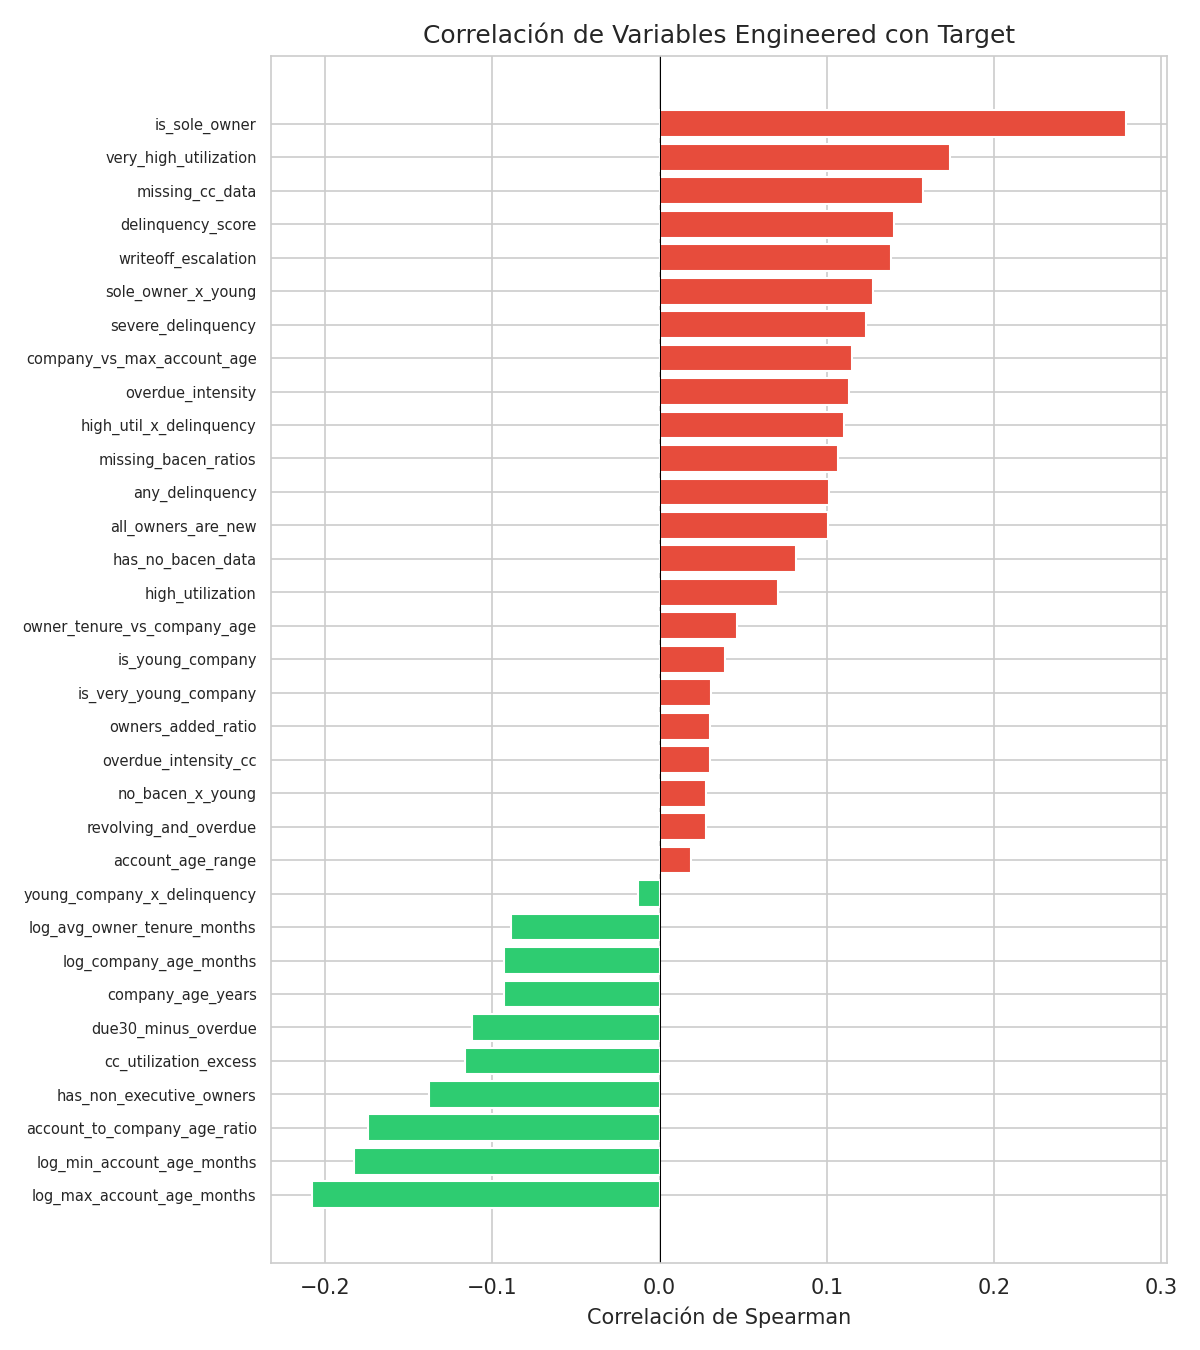 Correlación de Variables Engineered con Target
is_sole_owner
very_high_utilization
missing_cc_data
delinquency_score
writeoff_escalation
sole_owner_x_young
severe_delinquency
company_vs_max_account_age
overdue_intensity
high_util_x_delinquency
missing_bacen_ratios
any_delinquency
all_owners_are_new
has_no_bacen_data
high_utilization
owner_tenure_vs_company_age
is_young_company
is_very_young_company
owners_added_ratio
overdue_intensity_cc
no_bacen_x_young
revolving_and_overdue
account_age_range
young_company_x_delinquency
log_avg_owner_tenure_months
log_company_age_months
company_age_years
due30_minus_overdue
cc_utilization_excess
has_non_executive_owners
account_to_company_age_ratio
log_min_account_age_months
log_max_account_age_months
−0.2 −0.1 0.0 0.1 0.2 0.3
Correlación de Spearman